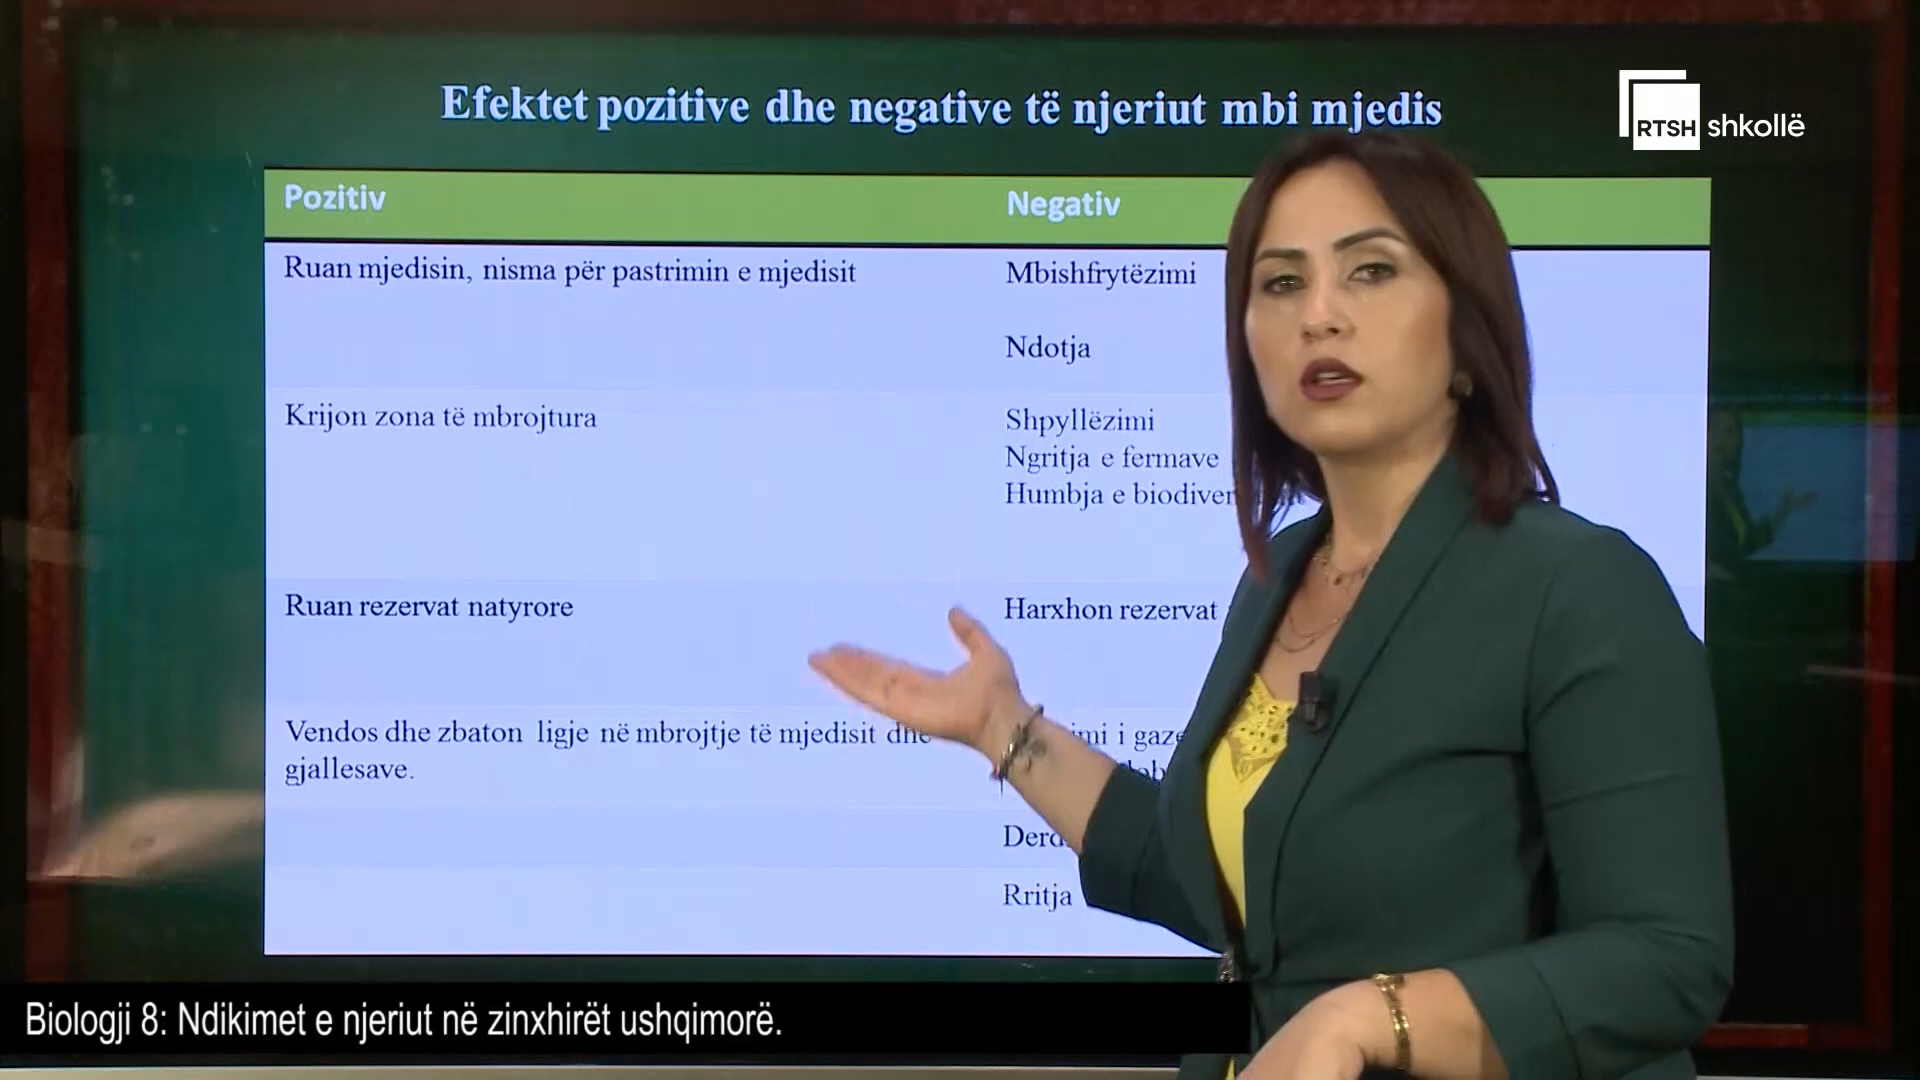 Efektet pozitive dhe negative të njeriut mbi mjedis
RTSH shkollë
Pozitiv
Negativ
Ruan mjedisin, nisma për pastrimin e mjedisit
Mbishfrytëzimi
Ndotja
Krijon zona të mbrojtura
Shpyllëzimi
Ngritja e fermave
Humbja e
Ruan rezervat natyrore
Harxhon rezervat
Vendos dhe zbaton ligje në mbrojtje të mjedisit dhe
gjallesave.
i
Rritja
Biologji 8: Ndikimet e njeriut në zinxhirët ushqimorë.